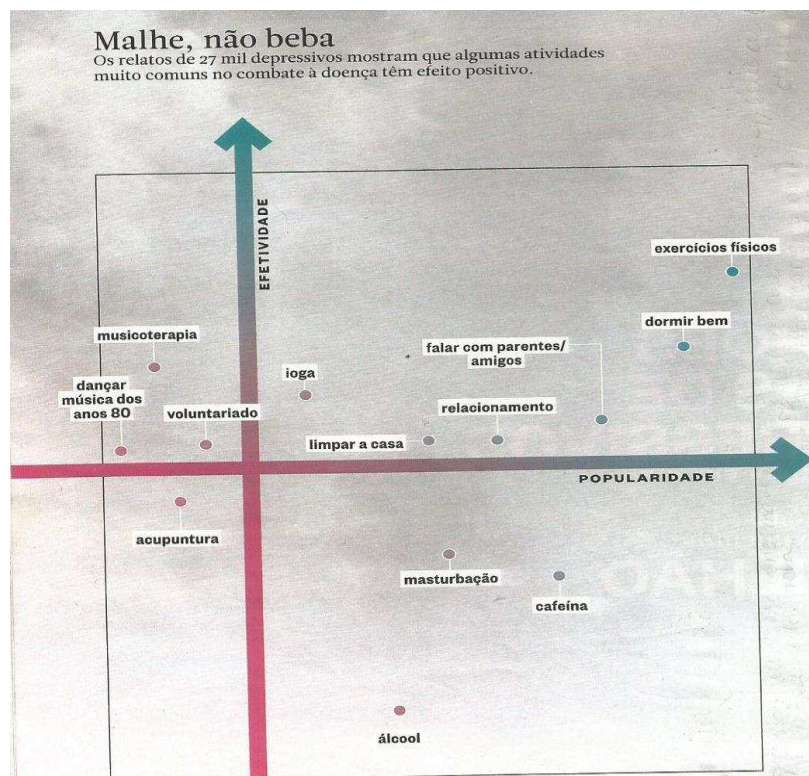 Malhe, não beba
Os relatos de 27 mil depressivos mostram que algumas atividades
muito comuns no combate à doença têm efeito positivo.
EFETIVIDADE
exercícios físicos
dormir bem
musicoterapia
falar com parentes/
amigos
ioga
dançar
música dos
anos 80
voluntariado
relacionamento
limpar a casa
POPULARIDADE
acupuntura
masturbação
cafeína
álcool